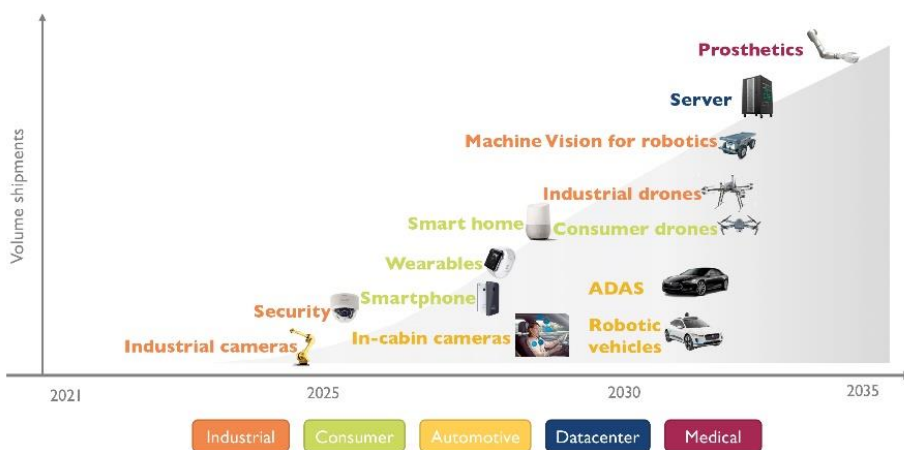 Prosthetics
Server
Machine Vision for robotics
Industrial drones
Smart home
Consumer drones
Wearables
ADAS
Smartphone
Security
Robotic
vehicles
In-cabin cameras
Industrial cameras
Volume shipments
2021
2025
2030
2035
Industrial
Consumer
Automotive
Datacenter
Medical